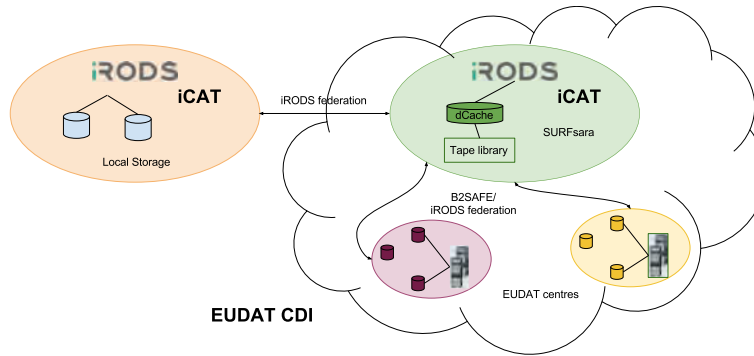 iRODS
iCAT
Local Storage
iRODS federation
iRODS
iCAT
dCache
SURFsara
Tape library
B2SAFE/
iRODS federation
EUDAT centres
EUDAT CDI